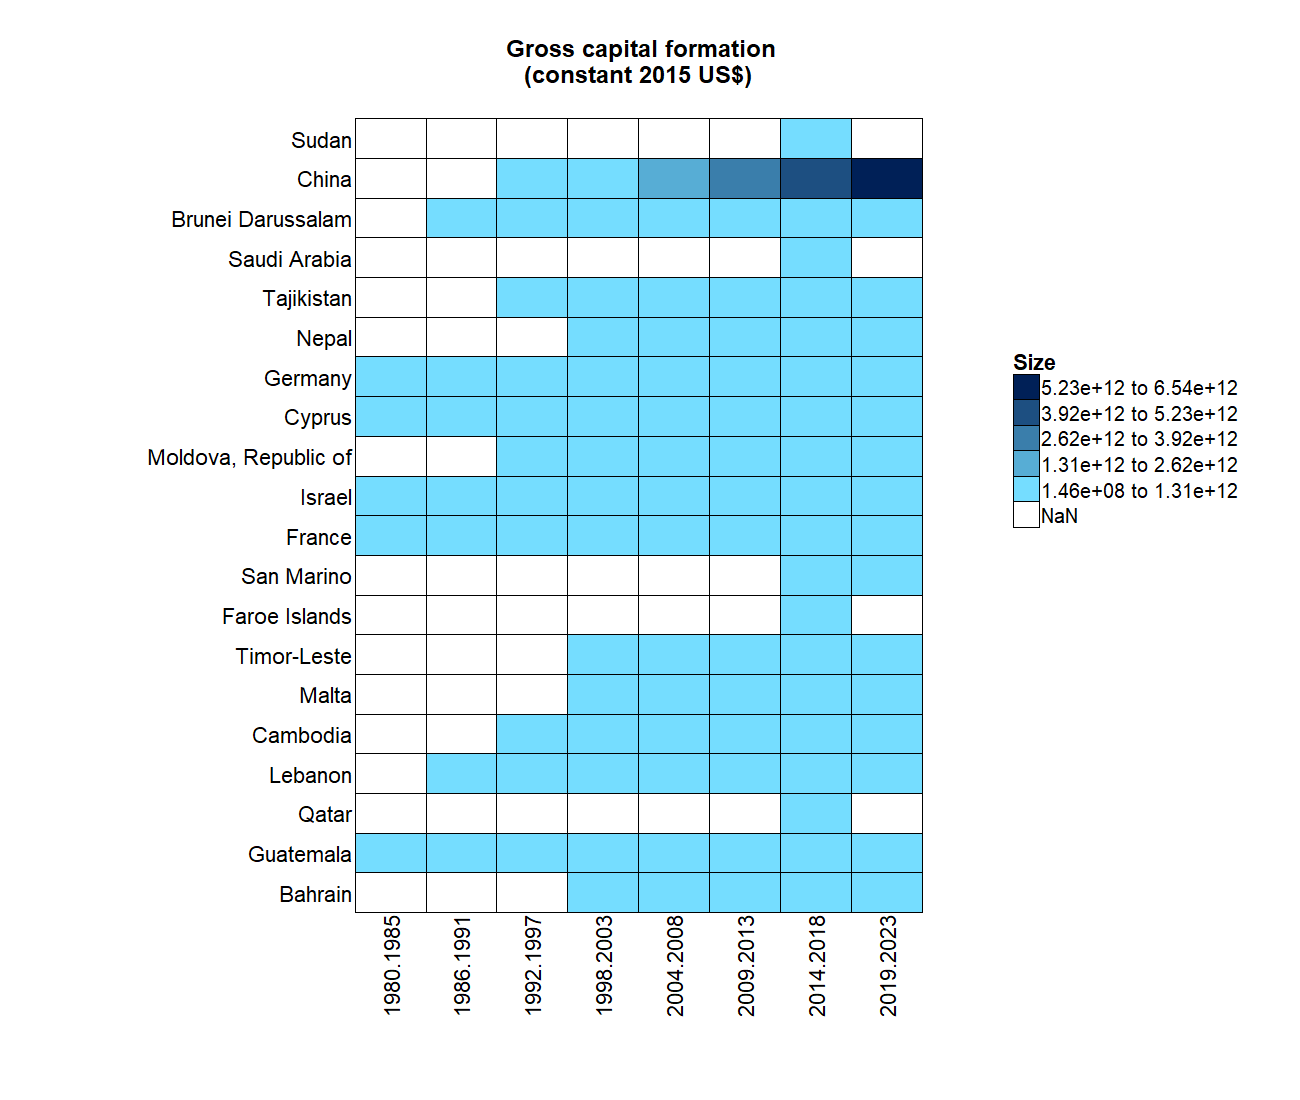 Gross capital formation
(constant 2015 US$)
Sudan
China
Brunei Darussalam
Saudi Arabia
Tajikistan
Nepal
Germany
Cyprus
Moldova, Republic of
Israel
France
San Marino
Faroe Islands
Timor-Leste
Malta
Cambodia
Lebanon
Qatar
Guatemala
Bahrain
1980.1985
1986.1991
1992.1997
1998.2003
2004.2008
2009.2013
2014.2018
2019.2023
Size
5.23e+12 to 6.54e+12
3.92e+12 to 5.23e+12
2.62e+12 to 3.92e+12
1.31e+12 to 2.62e+12
1.46e+08 to 1.31e+12
NaN